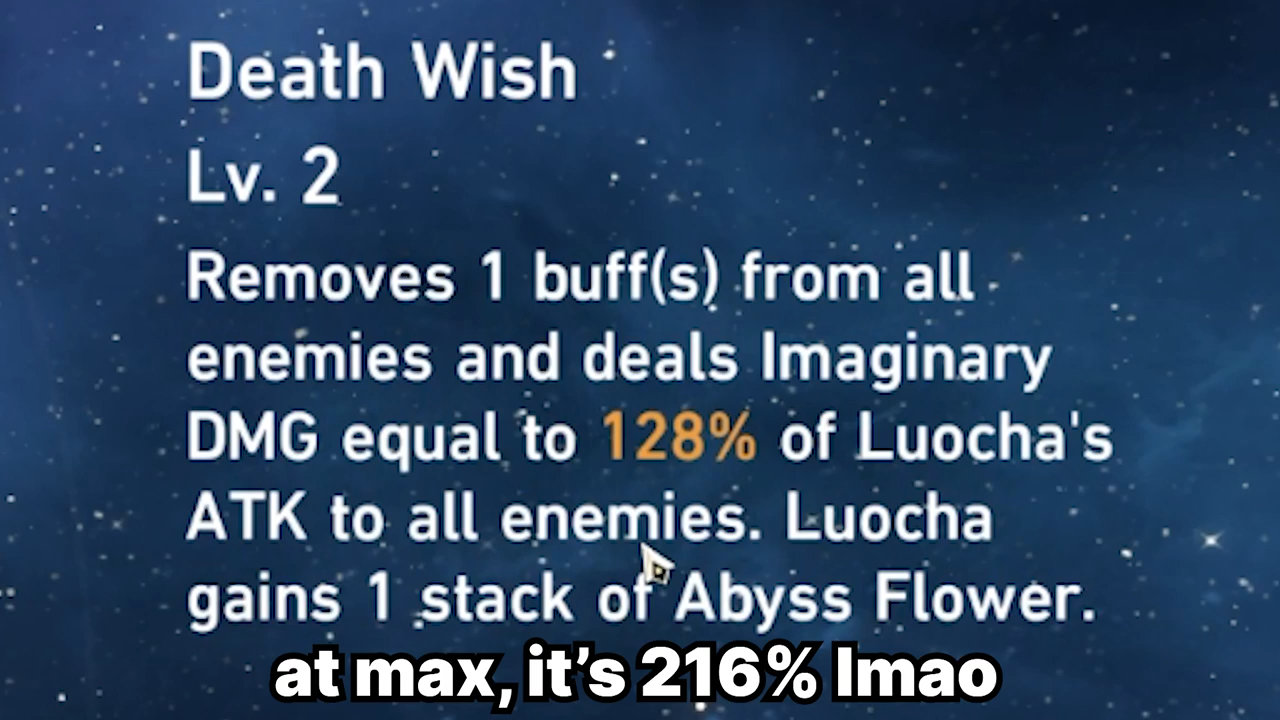 Death Wish
Lv. 2
Removes 1 buff(s) from all
enemies and deals Imaginary
DMG equal to 128% of Luocha's
ATK to all enemies. Luocha
gains 1 stack of Abyss Flower.
at max, it’s 216% lmao